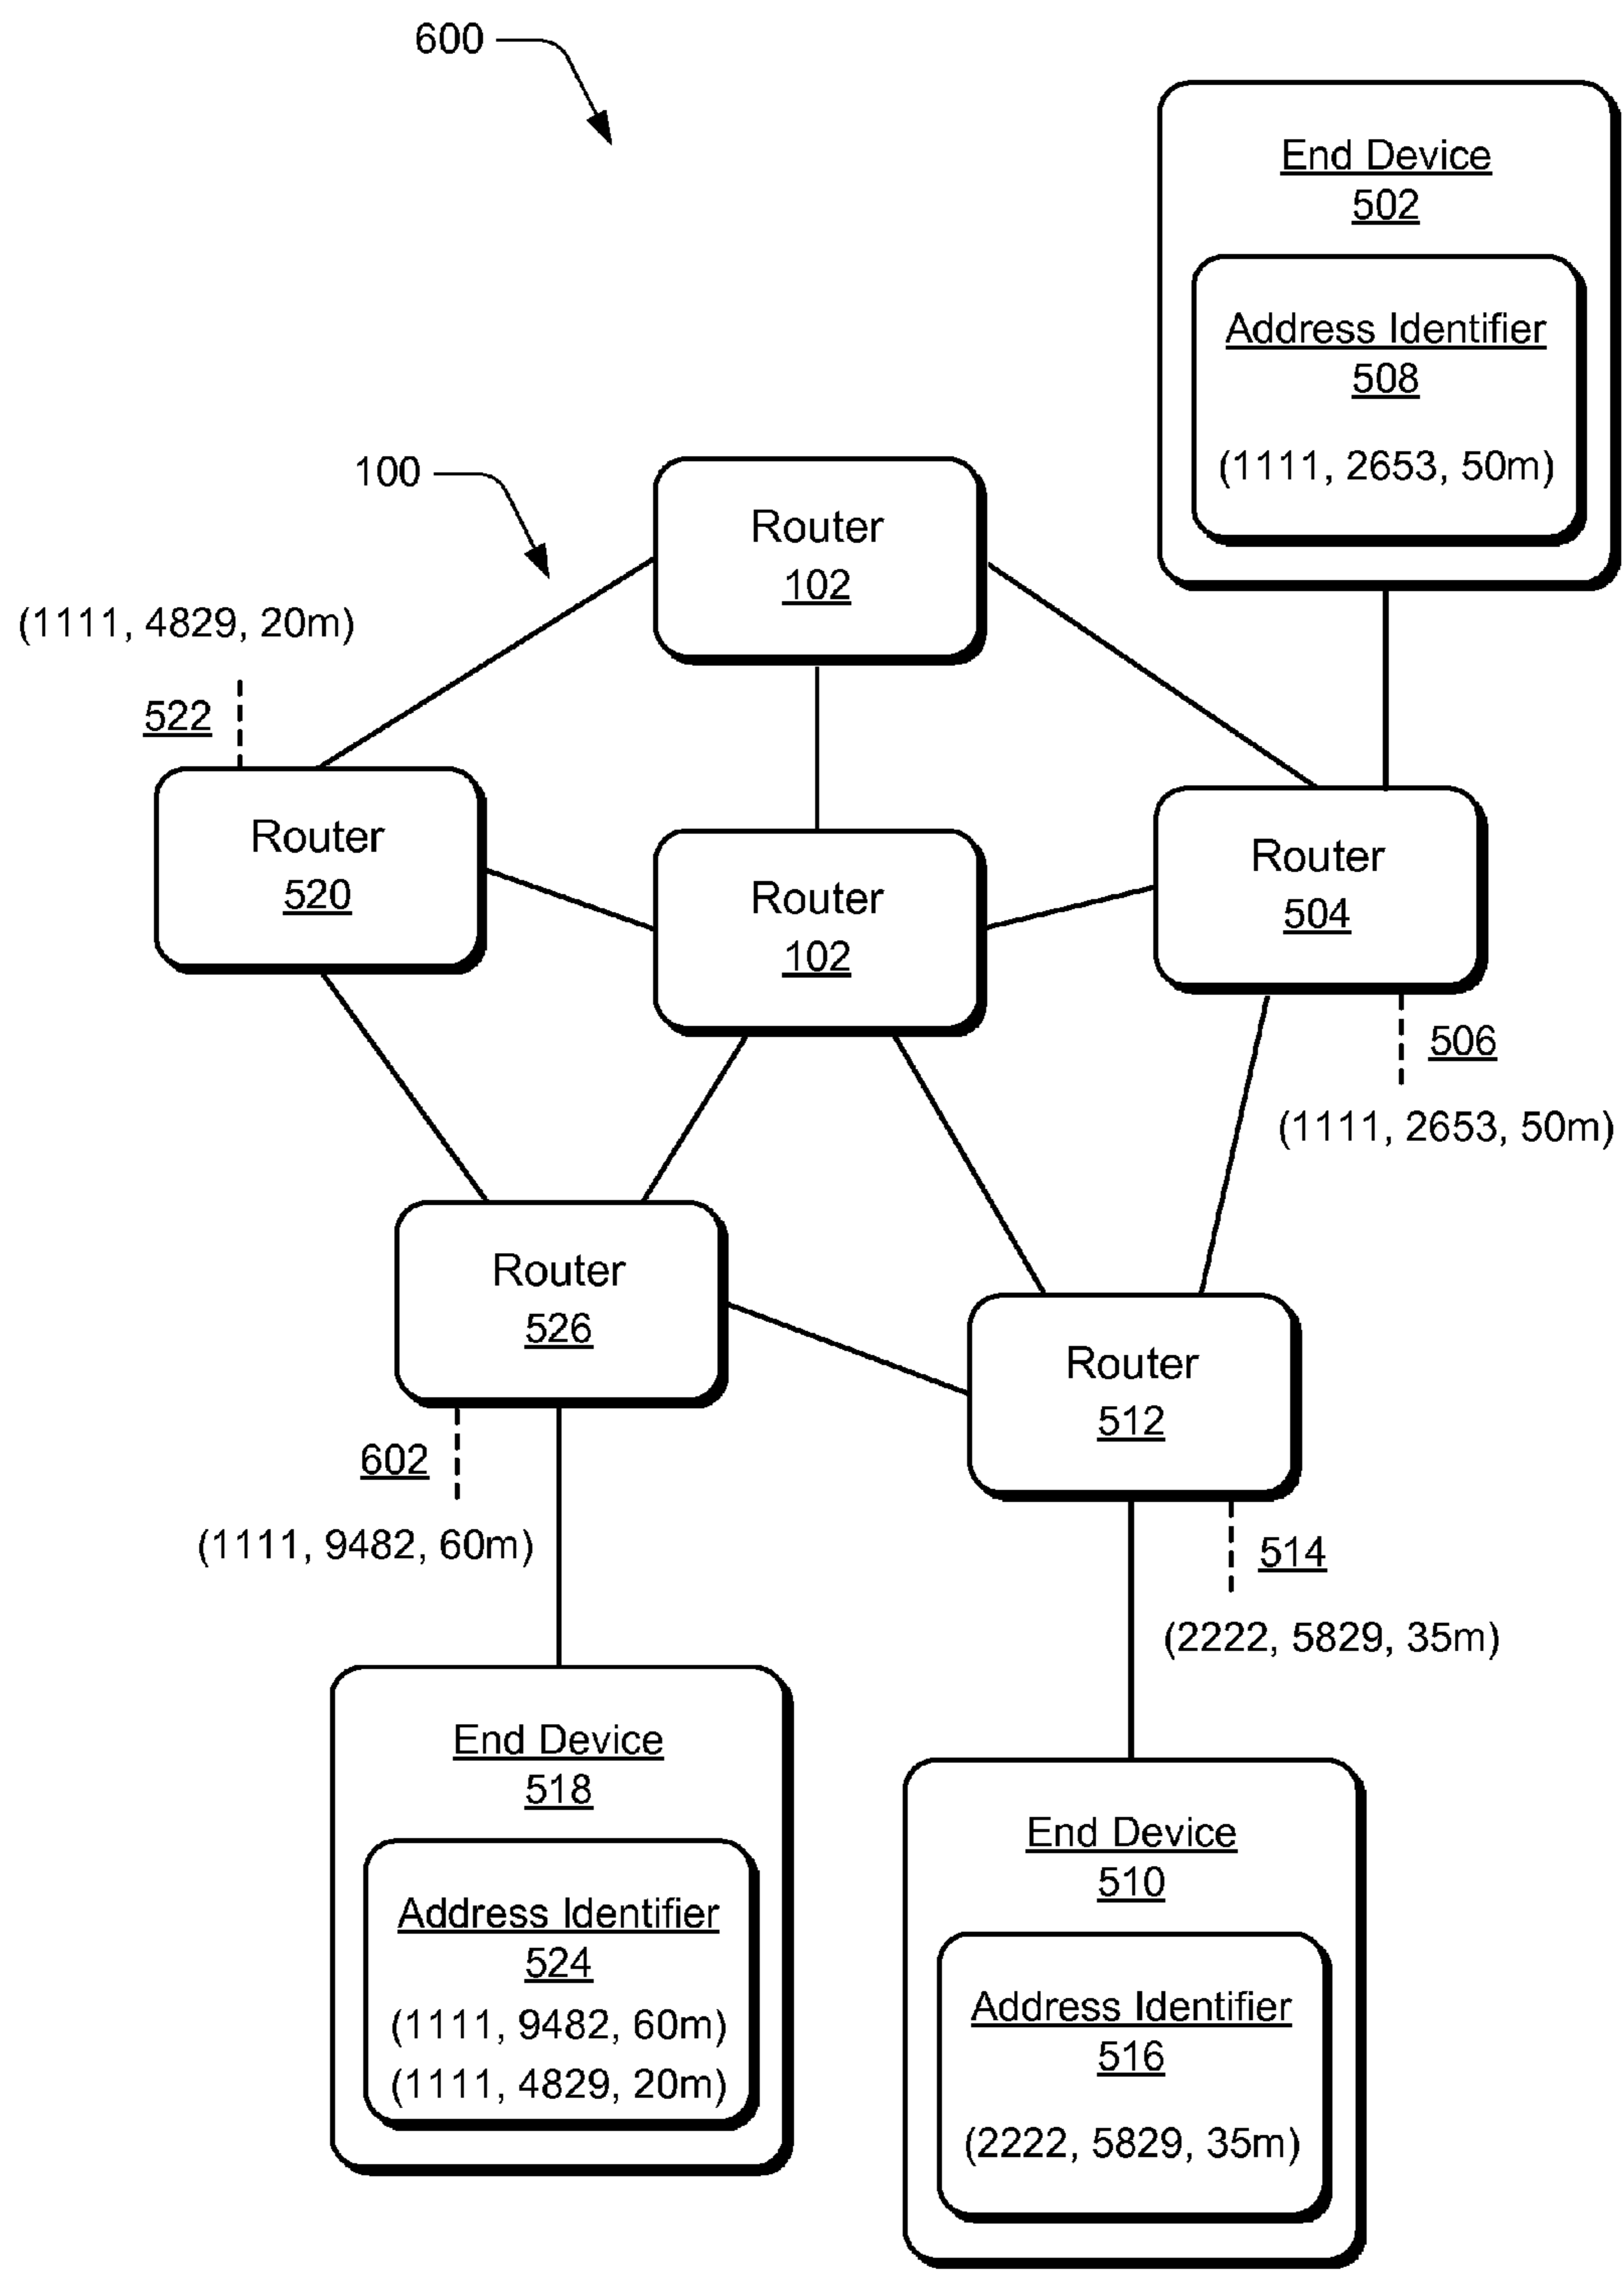 600
End Device
502
Address Identifier
508
(1111, 2653, 50m)
100
Router
102
(1111, 4829, 20m)
522
Router
520
Router
102
Router
504
506
(1111, 2653, 50m)
Router
526
Router
512
602
(1111, 9482, 60m)
514
(2222, 5829, 35m)
End Device
518
Address Identifier
524
(1111, 9482, 60m)
(1111, 4829, 20m)
End Device
510
Address Identifier
516
(2222, 5829, 35m)